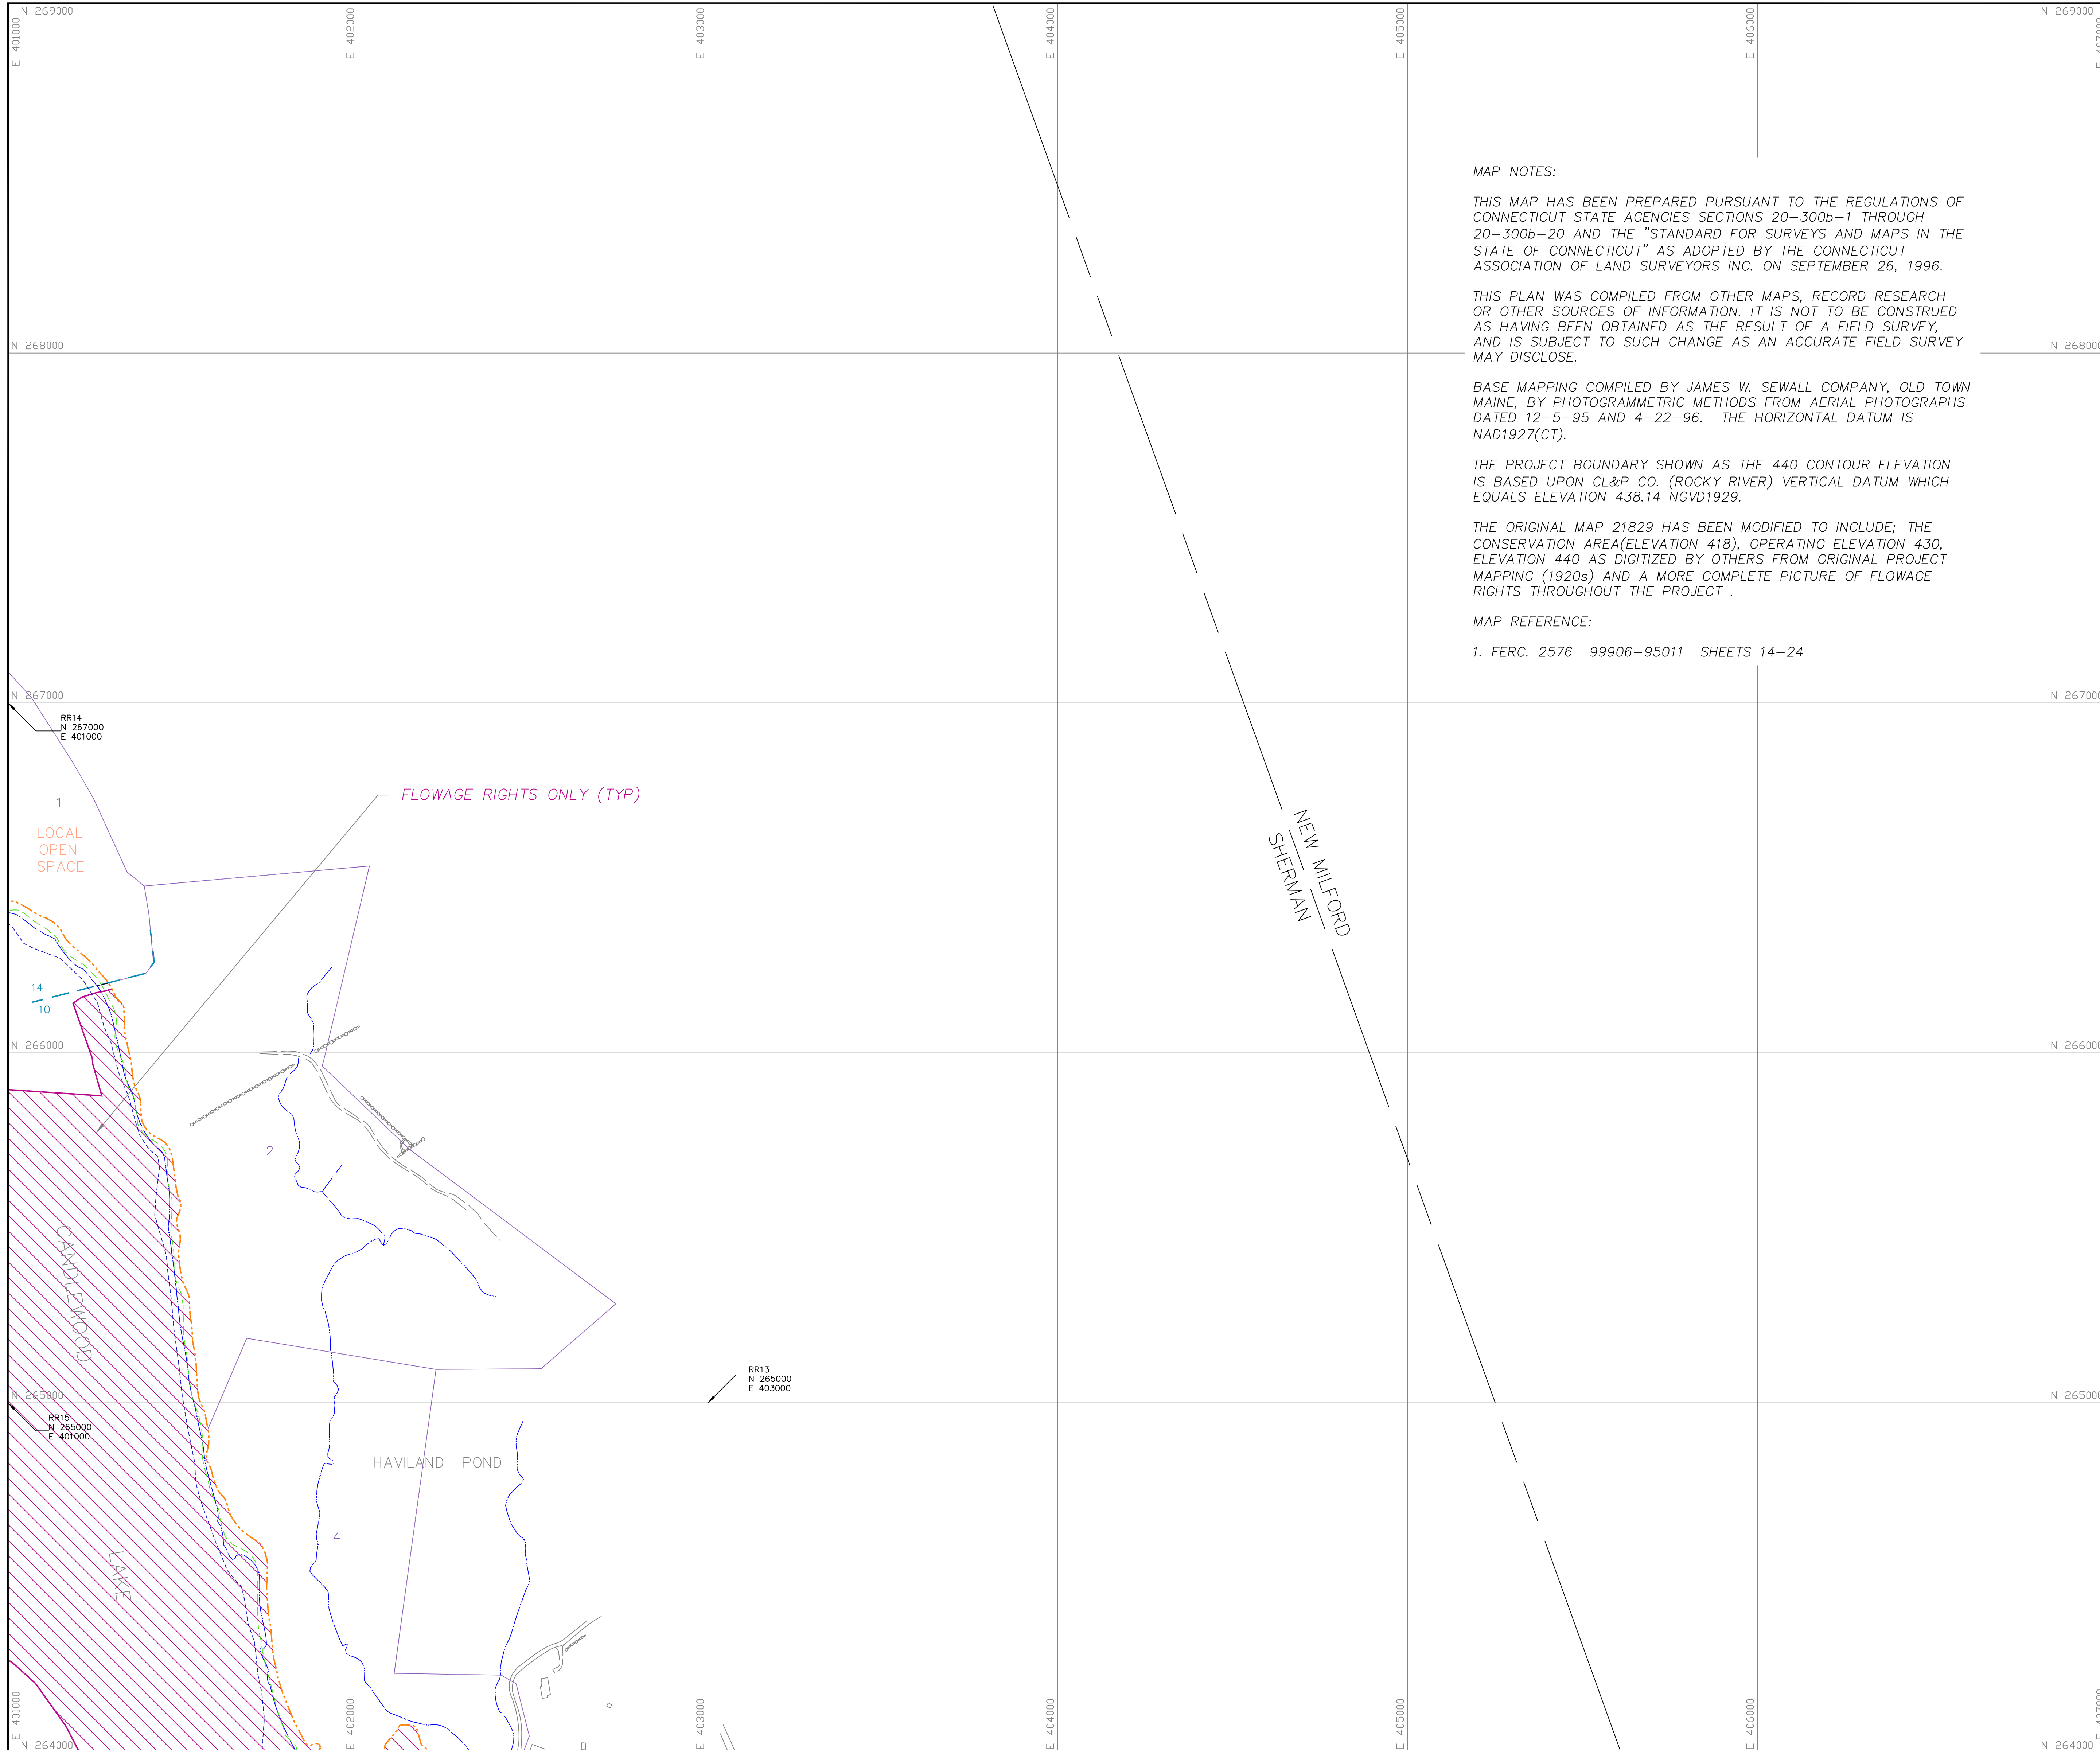 N 269000
N 269000
E 401000
E 402000
E 403000
E 404000
E 405000
E 406000
E 407000
MAP NOTES:
THIS MAP HAS BEEN PREPARED PURSUANT TO THE REGULATIONS OF
CONNECTICUT STATE AGENCIES SECTIONS 20-300b-1 THROUGH
20-300b-20 AND THE "STANDARD FOR SURVEYS AND MAPS IN THE
STATE OF CONNECTICUT" AS ADOPTED BY THE CONNECTICUT
ASSOCIATION OF LAND SURVEYORS INC. ON SEPTEMBER 26, 1996.
THIS PLAN WAS COMPILED FROM OTHER MAPS, RECORD RESEARCH
OR OTHER SOURCES OF INFORMATION. IT IS NOT TO BE CONSTRUED
AS HAVING BEEN OBTAINED AS THE RESULT OF A FIELD SURVEY,
AND IS SUBJECT TO SUCH CHANGE AS AN ACCURATE FIELD SURVEY
MAY DISCLOSE.
BASE MAPPING COMPILED BY JAMES W. SEWALL COMPANY, OLD TOWN
MAINE, BY PHOTOGRAMMETRIC METHODS FROM AERIAL PHOTOGRAPHS
DATED 12-5-95 AND 4-22-96. THE HORIZONTAL DATUM IS
NAD1927(CT).
THE PROJECT BOUNDARY SHOWN AS THE 440 CONTOUR ELEVATION
IS BASED UPON CL&P CO. (ROCKY RIVER) VERTICAL DATUM WHICH
EQUALS ELEVATION 438.14 NGVD1929.
THE ORIGINAL MAP 21829 HAS BEEN MODIFIED TO INCLUDE; THE
CONSERVATION AREA(ELEVATION 418), OPERATING ELEVATION 430,
ELEVATION 440 AS DIGITIZED BY OTHERS FROM ORIGINAL PROJECT
MAPPING (1920s) AND A MORE COMPLETE PICTURE OF FLOWAGE
RIGHTS THROUGHOUT THE PROJECT .
MAP REFERENCE:
1. FERC. 2576 99906-95011 SHEETS 14-24
N 268000
N 268000
N 267000
N 267000
RR14
N 267000
E 401000
FLOWAGE RIGHTS ONLY (TYP)
1
LOCAL
OPEN
SPACE
NEW MILFORD
SHERMAN
14
10
N 266000
N 266000
2
CANDLEWOOD
RR13
N 265000
E 403000
N 265000
N 265000
RR15
N 265000
E 401000
HAVILAND POND
4
LAKE
E 401000
E 402000
E 403000
E 404000
E 405000
E 406000
E 407000
N 264000
N 264000